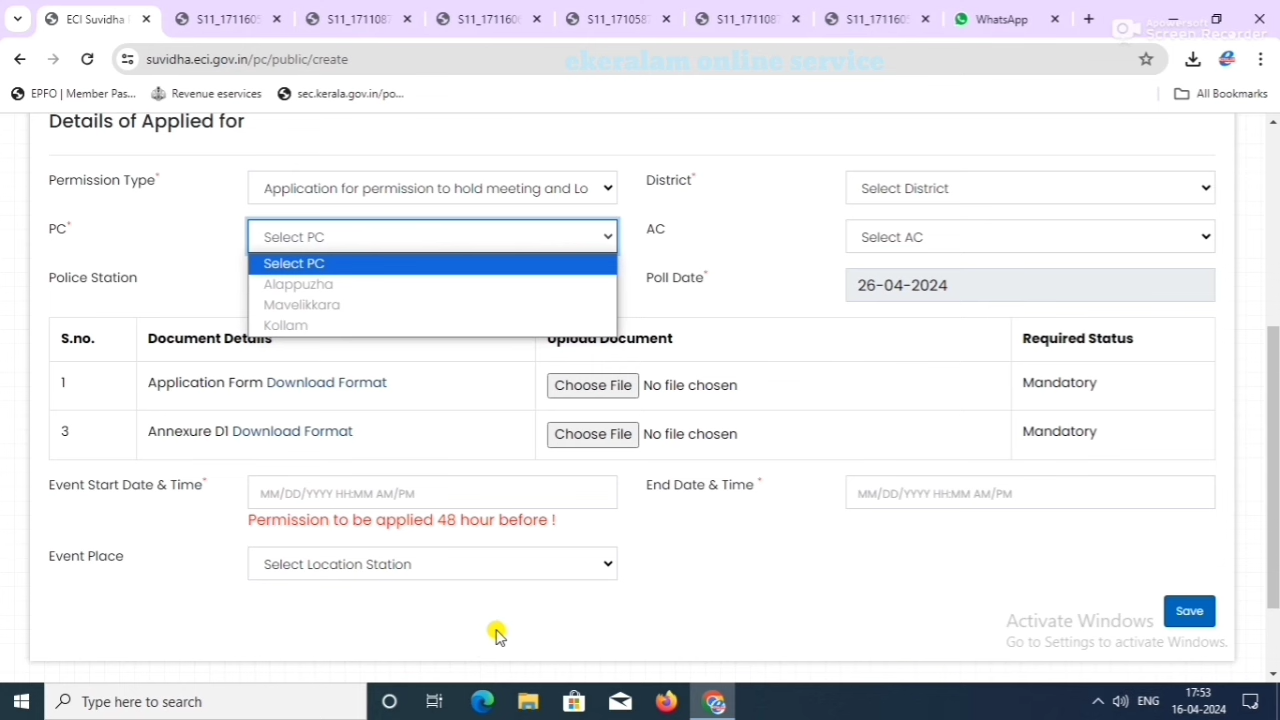 ECI Suvidha P
S11_171160
S11_171108
S11_171160
S11_171058
S11_171108
S11_171160
WhatsApp
Apowersoft
Screen Recorder
suvidha.eci.gov.in/pc/public/create
ekeralam online service
EPFO | Member Pas...
Revenue eservices
sec.kerala.gov.in/po...
All Bookmarks
Details of Applied for
Permission Type*
Application for permission to hold meeting and Lo
District*
Select District
PC*
Select PC
AC
Select AC
Select PC
Alappuzha
Mavelikkara
Kollam
Police Station
Poll Date*
26-04-2024
S.no.
Document Details
Upload Document
Required Status
1
Application Form Download Format
Choose File No file chosen
Mandatory
3
Annexure D1 Download Format
Choose File No file chosen
Mandatory
Event Start Date & Time*
MM/DD/YYYY HH:MM AM/PM
End Date & Time *
MM/DD/YYYY HH:MM AM/PM
Permission to be applied 48 hour before !
Event Place
Select Location Station
Save
Activate Windows
Go to Settings to activate Windows.
Type here to search
ENG
17:53
16-04-2024